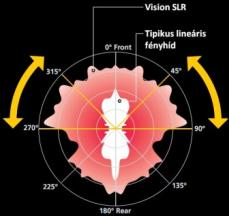 Vision SLR
Tipikus lineáris
fényhíd
0° Front
315°
45°
270°
90°
225°
135°
180° Rear